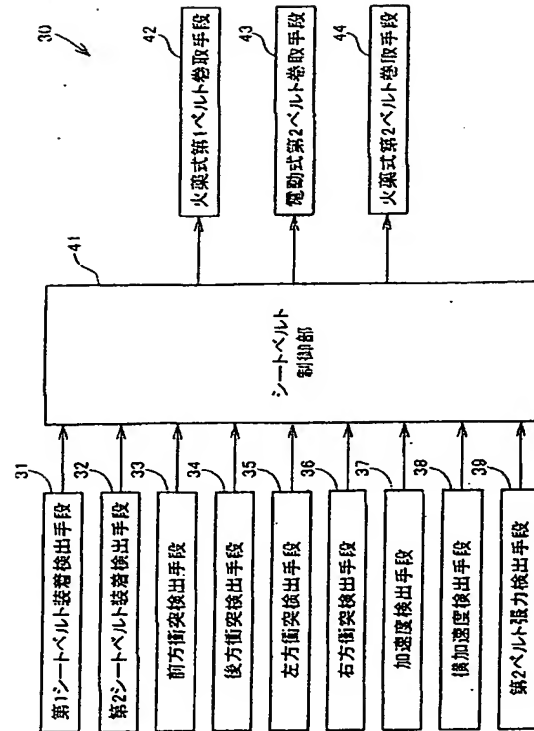 30
31
第1シートベルト装着検出手段
32
第2シートベルト装着検出手段
33
前方衝突検出手段
34
後方衝突検出手段
35
左方衝突検出手段
36
右方衝突検出手段
37
加速度検出手段
38
横加速度検出手段
39
第2ベルト張力検出手段
41
シートベルト
制御部
42
火薬式第1ベルト巻取手段
43
電動式第2ベルト巻取手段
44
火薬式第2ベルト巻取手段